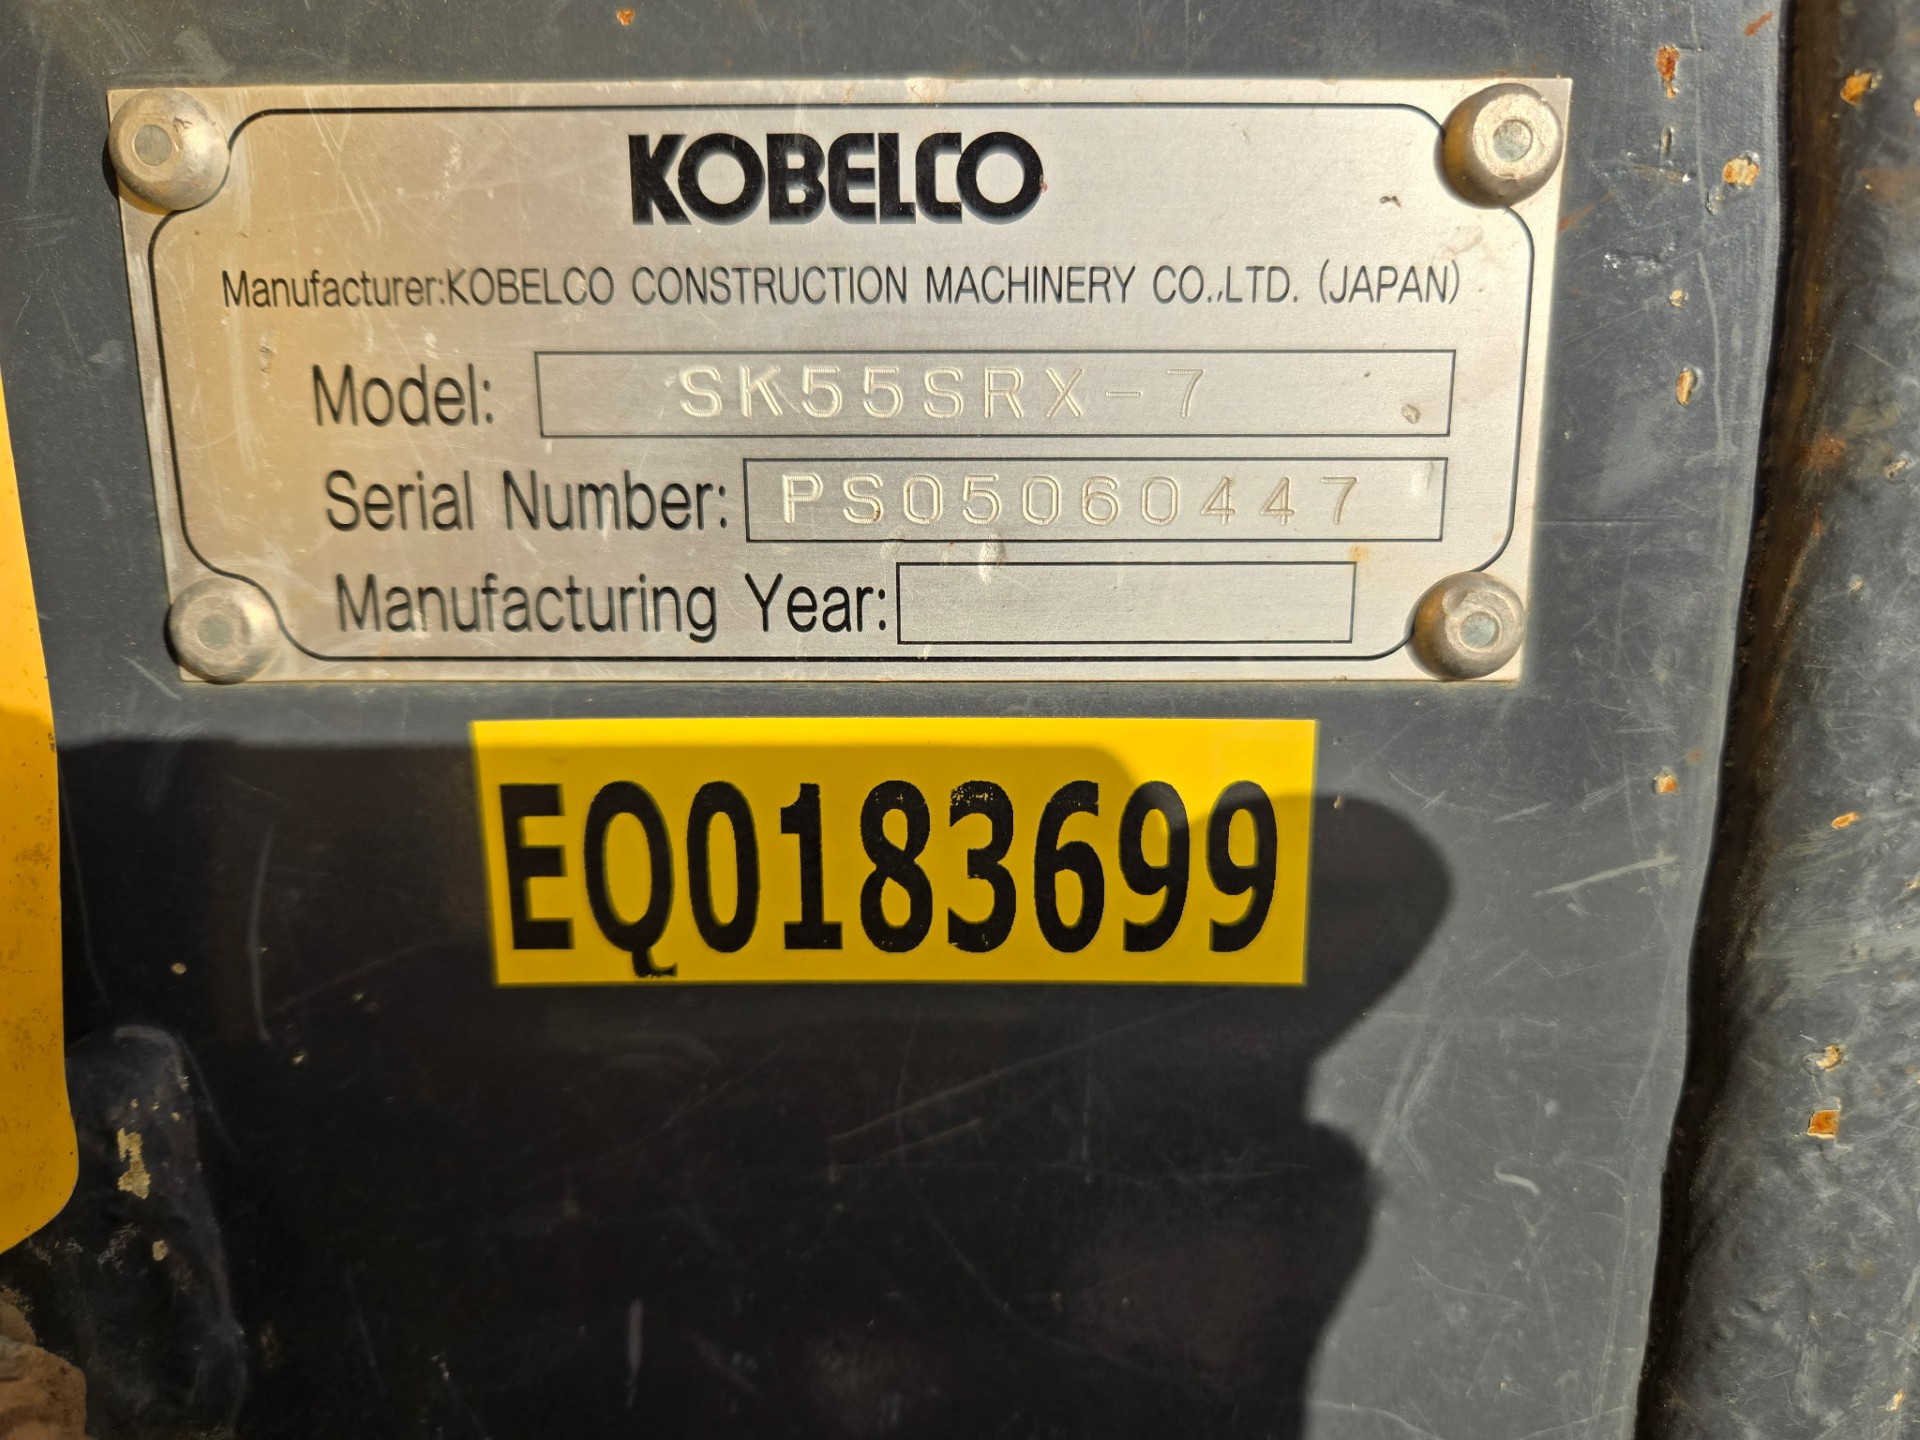 KOBELCO
Manufacturer:KOBELCO CONSTRUCTION MACHINERY CO.,LTD. (JAPAN)
Model: SK55SRX-7
Serial Number: PS05060447
Manufacturing Year:
EQ0183699